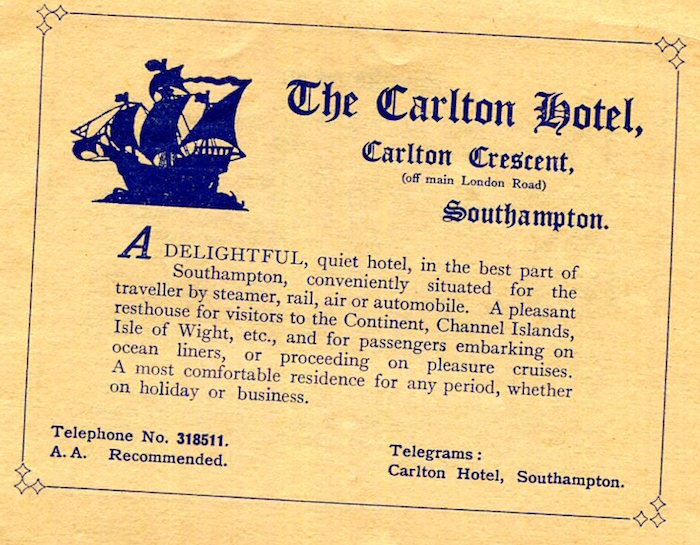 The Carlton Hotel,
Carlton Crescent,
(off main London Road)
Southampton.
A DELIGHTFUL, quiet hotel, in the best part of
Southampton, conveniently situated for the
traveller by steamer, rail, air or automobile. A pleasant
resthouse for visitors to the Continent, Channel Islands,
Isle of Wight, etc., and for passengers embarking on
ocean liners, or proceeding on pleasure cruises.
A most comfortable residence for any period, whether
on holiday or business.
Telephone No. 318511.
A.A. Recommended.
Telegrams:
Carlton Hotel, Southampton.